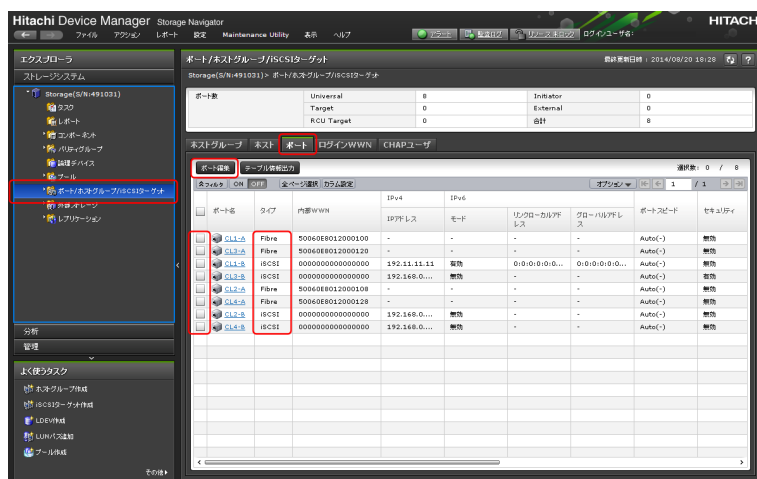 Hitachi Device Manager Storage Navigator
HITACH
ファイル アクション レポート 設定 Maintenance Utility 表示 ヘルプ
アラート 監査ログ リソースロック ログインユーザ名:
エクスプローラ
ストレージシステム
Storage(S/N:491031)
タスク
レポート
コンポーネント
パリティグループ
論理デバイス
プール
ポート/ホストグループ/iSCSIターゲット
外部ストレージ
レプリケーション
分析
管理
よく使うタスク
ホストグループ作成
iSCSIターゲット作成
LDEV作成
LUNパス追加
プール作成
その他
ポート/ホストグループ/iSCSIターゲット
最終更新日時 : 2014/08/20 18:28
Storage(S/N:491031)> ポート/ホストグループ/iSCSIターゲット
ポート数 Universal 8 Initiator 0
Target 0 External 0
RCU Target 0 合計 8
ホストグループ ホスト ポート ログインWWN CHAPユーザ
ポート編集 テーブル情報出力 選択数: 0 / 8
フィルタ ON OFF 全ページ選択 カラム設定 オプション 1 / 1
ポート名 タイプ 内部WWN IPv4 IPv6 ポートスピード セキュリティ
IPアドレス モード リンクローカルアドレス グローバルアドレス
CL1-A Fibre 50060E8012000100 - - - - Auto(-) 無効
CL3-A Fibre 50060E8012000120 - - - - Auto(-) 無効
CL1-B iSCSI 0000000000000000 192.11.11.11 有効 0:0:0:0:0:0... 0:0:0:0:0:0... Auto(-) 無効
CL3-B iSCSI 0000000000000000 192.168.0.... 無効 - - Auto(-) 有効
CL2-A Fibre 50060E8012000108 - - - - Auto(-) 無効
CL4-A Fibre 50060E8012000128 - - - - Auto(-) 無効
CL2-B iSCSI 0000000000000000 192.168.0.... 無効 - - Auto(-) 無効
CL4-B iSCSI 0000000000000000 192.168.0.... 無効 - - Auto(-) 無効